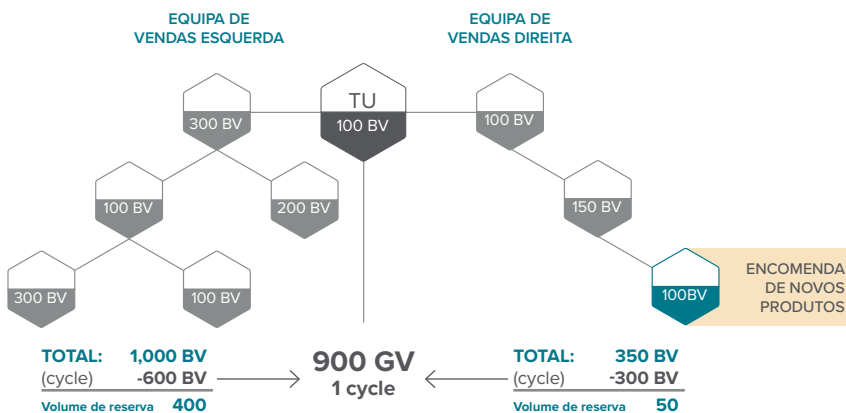 EQUIPA DE
VENDAS ESQUERDA
EQUIPA DE
VENDAS DIREITA
TU
100 BV
300 BV
100 BV
100 BV
200 BV
150 BV
300 BV
100 BV
100BV
ENCOMENDA
DE NOVOS
PRODUTOS
TOTAL: 1,000 BV
(cycle) -600 BV
Volume de reserva 400
900 GV
1 cycle
TOTAL: 350 BV
(cycle) -300 BV
Volume de reserva 50